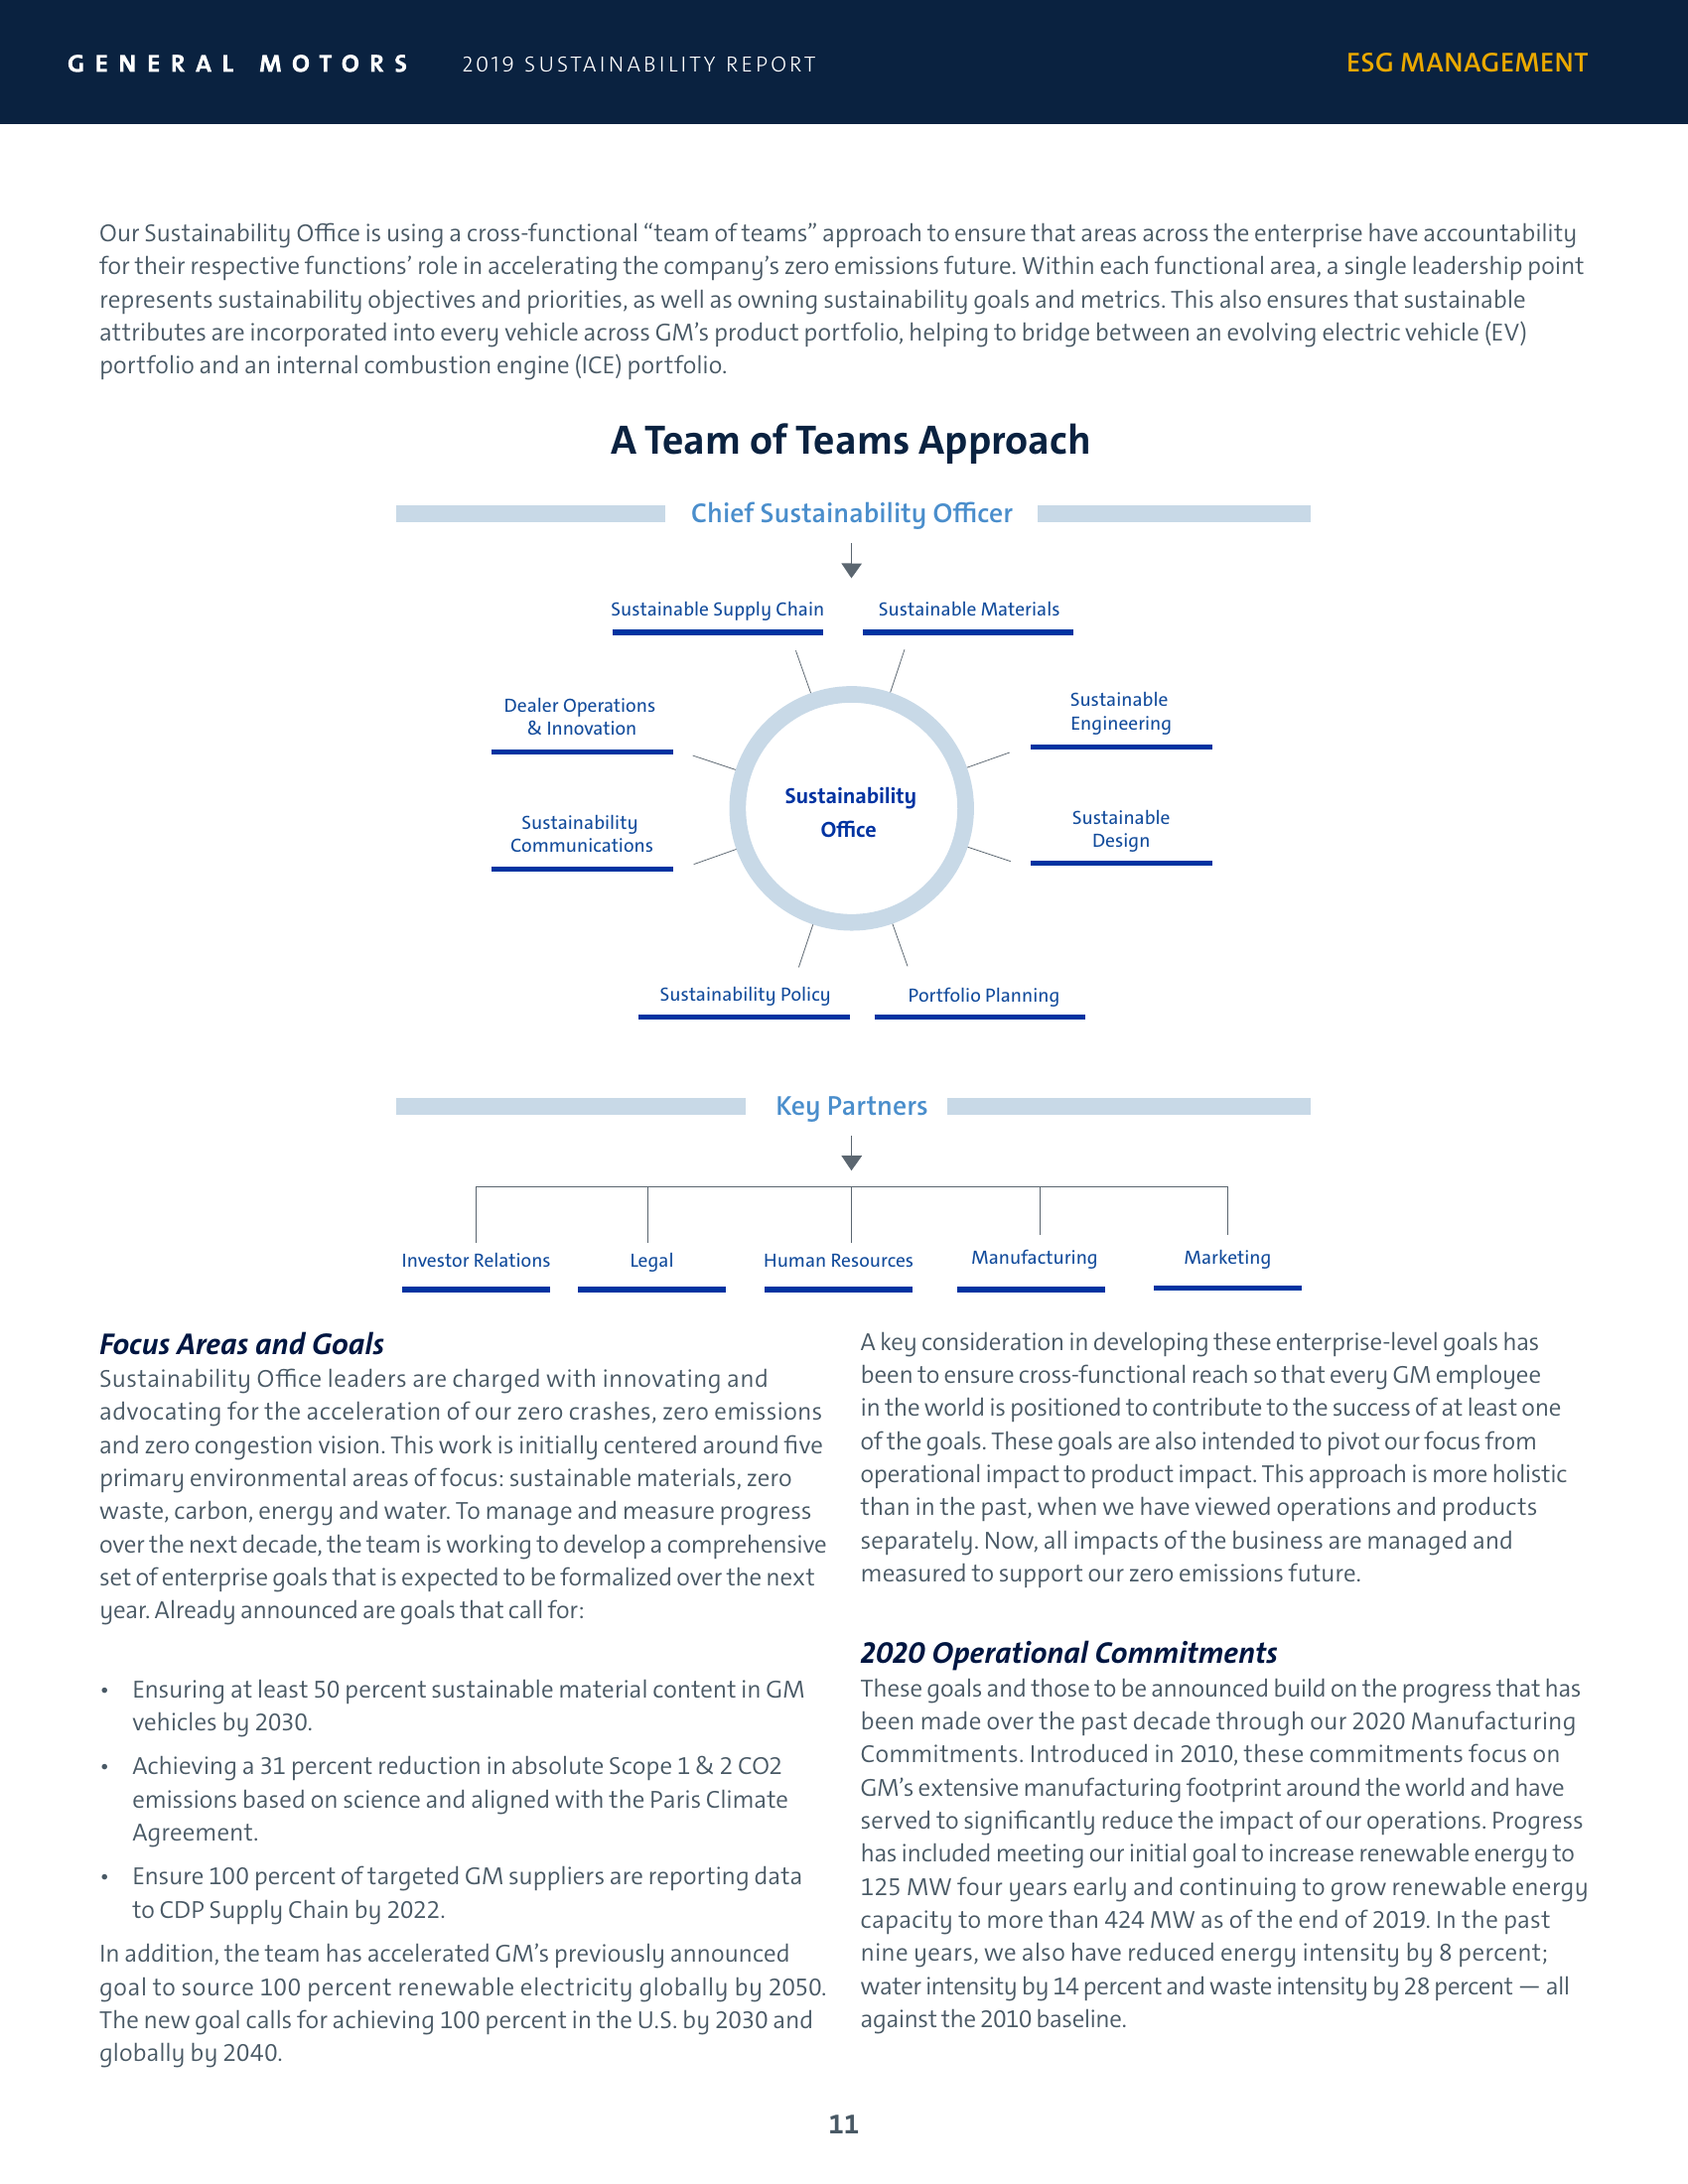 GENERAL MOTORS 2019 SUSTAINABILITY REPORT ESG MANAGEMENT
Our Sustainability Office is using a cross-functional “team of teams” approach to ensure that areas across the enterprise have accountability
for their respective functions’ role in accelerating the company’s zero emissions future. Within each functional area, a single leadership point
represents sustainability objectives and priorities, as well as owning sustainability goals and metrics. This also ensures that sustainable
attributes are incorporated into every vehicle across GM’s product portfolio, helping to bridge between an evolving electric vehicle (EV)
portfolio and an internal combustion engine (ICE) portfolio.
A Team of Teams Approach
Chief Sustainability Officer
Sustainable Supply Chain
Sustainable Materials
Dealer Operations
& Innovation
Sustainable
Engineering
Sustainability
Office
Sustainability
Communications
Sustainable
Design
Sustainability Policy
Portfolio Planning
Key Partners
Investor Relations
Legal
Human Resources
Manufacturing
Marketing
Focus Areas and Goals
Sustainability Office leaders are charged with innovating and
advocating for the acceleration of our zero crashes, zero emissions
and zero congestion vision. This work is initially centered around five
primary environmental areas of focus: sustainable materials, zero
waste, carbon, energy and water. To manage and measure progress
over the next decade, the team is working to develop a comprehensive
set of enterprise goals that is expected to be formalized over the next
year. Already announced are goals that call for:
• Ensuring at least 50 percent sustainable material content in GM
vehicles by 2030.
• Achieving a 31 percent reduction in absolute Scope 1 & 2 CO2
emissions based on science and aligned with the Paris Climate
Agreement.
• Ensure 100 percent of targeted GM suppliers are reporting data
to CDP Supply Chain by 2022.
In addition, the team has accelerated GM’s previously announced
goal to source 100 percent renewable electricity globally by 2050.
The new goal calls for achieving 100 percent in the U.S. by 2030 and
globally by 2040.
A key consideration in developing these enterprise-level goals has
been to ensure cross-functional reach so that every GM employee
in the world is positioned to contribute to the success of at least one
of the goals. These goals are also intended to pivot our focus from
operational impact to product impact. This approach is more holistic
than in the past, when we have viewed operations and products
separately. Now, all impacts of the business are managed and
measured to support our zero emissions future.
2020 Operational Commitments
These goals and those to be announced build on the progress that has
been made over the past decade through our 2020 Manufacturing
Commitments. Introduced in 2010, these commitments focus on
GM’s extensive manufacturing footprint around the world and have
served to significantly reduce the impact of our operations. Progress
has included meeting our initial goal to increase renewable energy to
125 MW four years early and continuing to grow renewable energy
capacity to more than 424 MW as of the end of 2019. In the past
nine years, we also have reduced energy intensity by 8 percent;
water intensity by 14 percent and waste intensity by 28 percent — all
against the 2010 baseline.
11